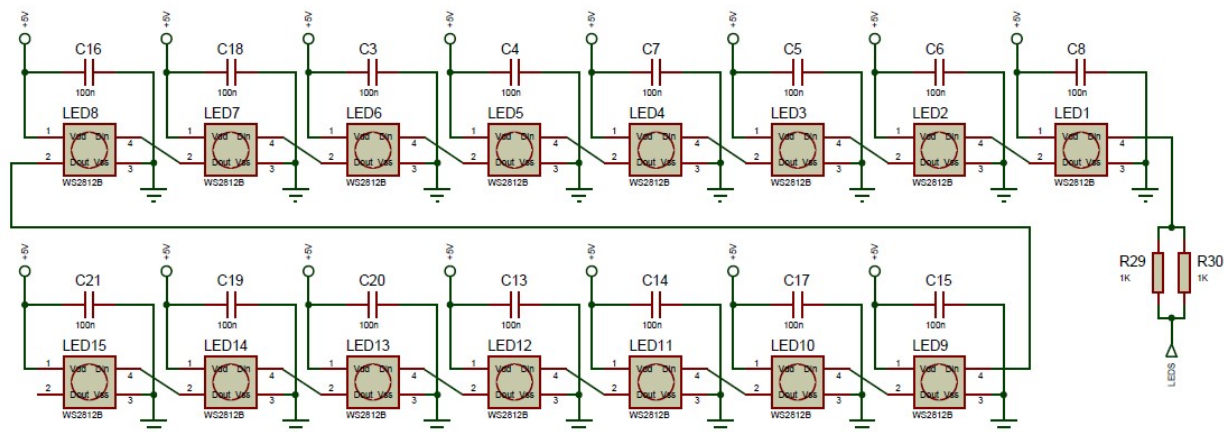 +5V +5V +5V +5V +5V +5V +5V +5V
C16 C18 C3 C4 C7 C5 C6 C8
100n 100n 100n 100n 100n 100n 100n 100n
LED8 LED7 LED6 LED5 LED4 LED3 LED2 LED1
1 Vdd Din 4 1 Vdd Din 4 1 Vdd Din 4 1 Vdd Din 4 1 Vdd Din 4 1 Vdd Din 4 1 Vdd Din 4 1 Vdd Din 4
2 Dout Vss 3 2 Dout Vss 3 2 Dout Vss 3 2 Dout Vss 3 2 Dout Vss 3 2 Dout Vss 3 2 Dout Vss 3 2 Dout Vss 3
WS2812B WS2812B WS2812B WS2812B WS2812B WS2812B WS2812B WS2812B
+5V +5V +5V +5V +5V +5V +5V
R29 R30
1K 1K
C21 C19 C20 C13 C14 C17 C15
100n 100n 100n 100n 100n 100n 100n
LED15 LED14 LED13 LED12 LED11 LED10 LED9
1 Vdd Din 4 1 Vdd Din 4 1 Vdd Din 4 1 Vdd Din 4 1 Vdd Din 4 1 Vdd Din 4 1 Vdd Din 4
2 Dout Vss 3 2 Dout Vss 3 2 Dout Vss 3 2 Dout Vss 3 2 Dout Vss 3 2 Dout Vss 3 2 Dout Vss 3
WS2812B WS2812B WS2812B WS2812B WS2812B WS2812B WS2812B
LEDS